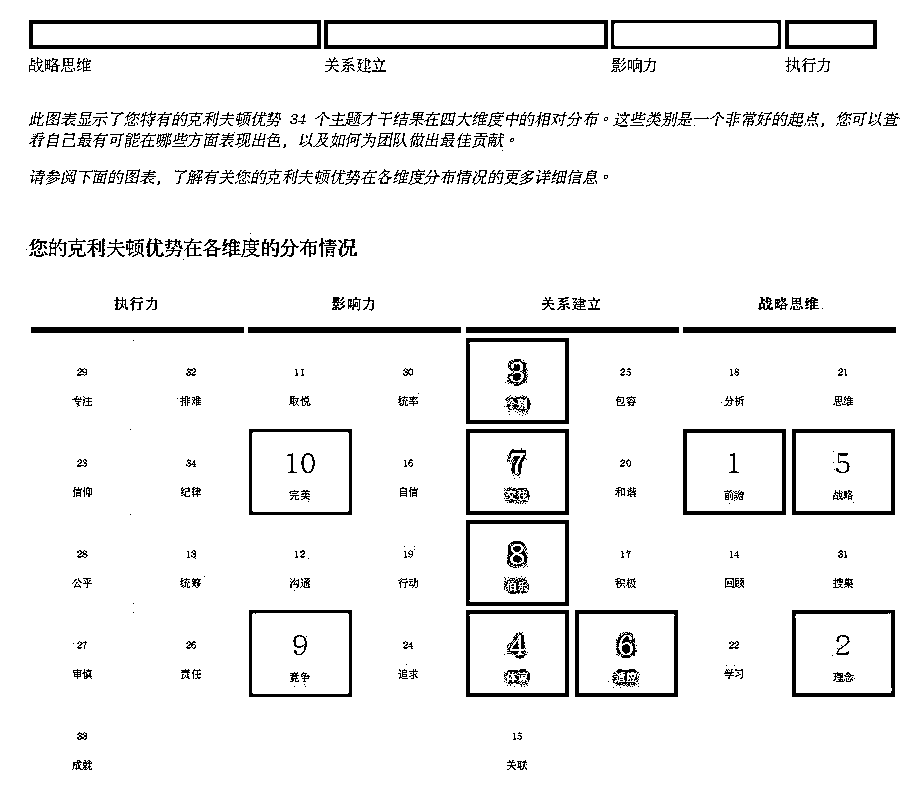 战略思维 关系建立 影响力 执行力
此图表显示了您特有的克利夫顿优势 34 个主题才干结果在四大维度中的相对分布。这些类别是一个非常好的起点，您可以查
看自己最有可能在哪些方面表现出色，以及如何为团队做出最佳贡献。
请参阅下面的图表，了解有关您的克利夫顿优势在各维度分布情况的更多详细信息。
您的克利夫顿优势在各维度的分布情况
执行力 影响力 关系建立 战略思维
29 32 11 30 3 25 18 21
专注 排难 取悦 统率 包容 分析 思维
23 34 10 16 7 20 1 5
信仰 纪律 完美 自信 交往 和谐 前瞻 战略
28 13 12 19 8 17 14 31
公平 统筹 沟通 行动 伯乐 积极 回顾 搜集
27 26 9 24 4 6 22 2
审慎 责任 竞争 追求 体谅 适应 学习 理念
33 15
成就 关联